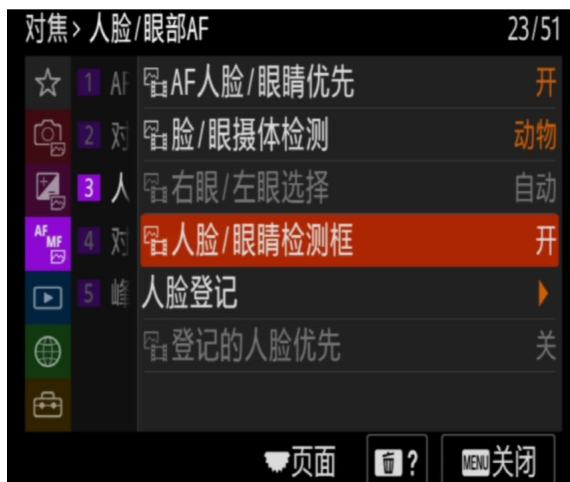 对焦›人脸/眼部AF 23/51
1 AF AF人脸/眼睛优先 开
2 对 脸/眼摄体检测 动物
3 人 右眼/左眼选择 自动
AF MF 4 对 人脸/眼睛检测框 开
5 峰 人脸登记
登记的人脸优先 关
页面 ? MENU关闭